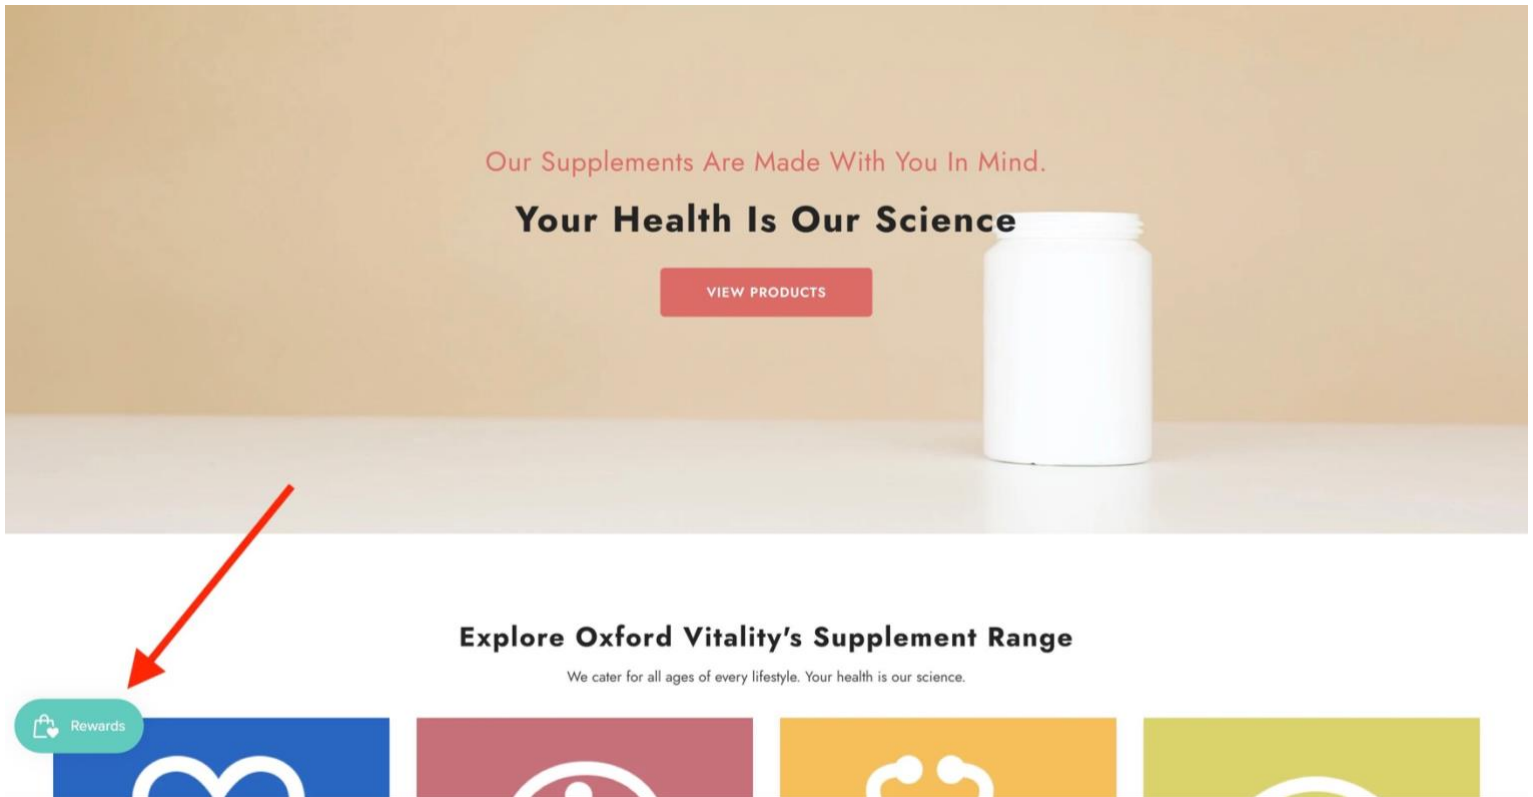 Our Supplements Are Made With You In Mind.
Your Health Is Our Science
VIEW PRODUCTS
Explore Oxford Vitality's Supplement Range
We cater for all ages of every lifestyle. Your health is our science.
Rewards